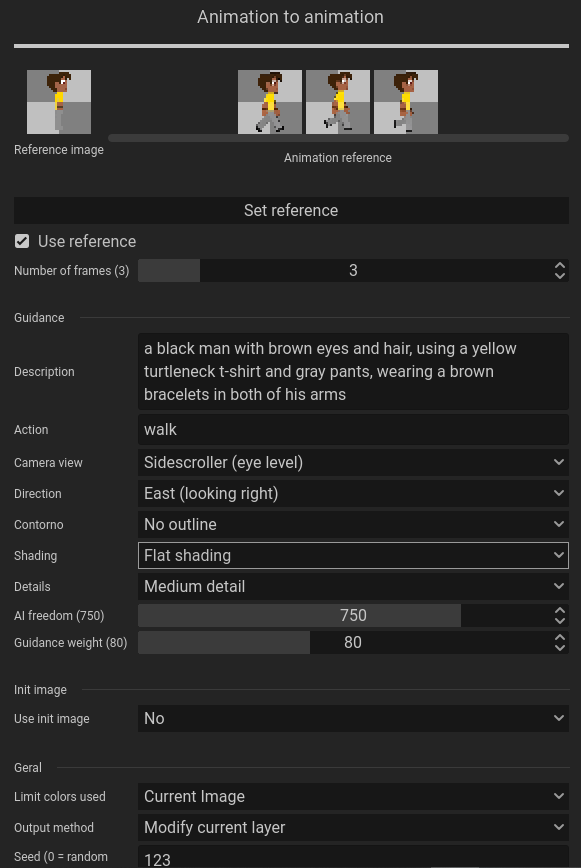 Animation to animation
Reference image
Animation reference
Set reference
Use reference
Number of frames (3) 3
Guidance
Description a black man with brown eyes and hair, using a yellow
turtleneck t-shirt and gray pants, wearing a brown
bracelets in both of his arms
Action walk
Camera view Sidescroller (eye level)
Direction East (looking right)
Contorno No outline
Shading Flat shading
Details Medium detail
AI freedom (750) 750
Guidance weight (80) 80
Init image
Use init image No
Geral
Limit colors used Current Image
Output method Modify current layer
Seed (0 = random 123